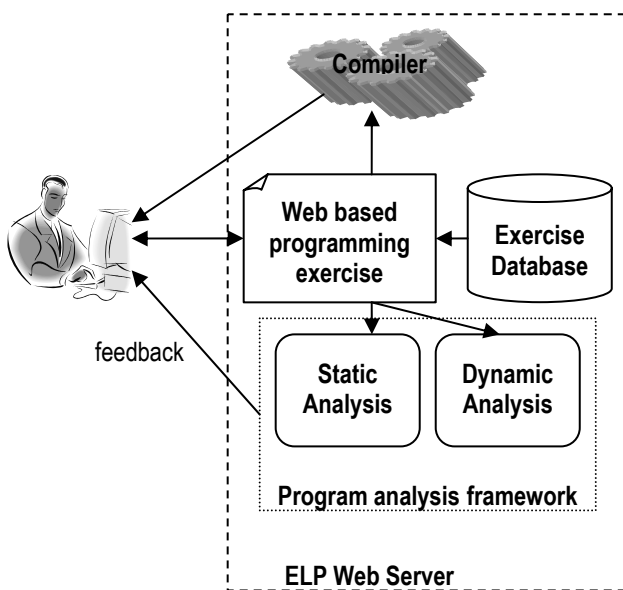 Compiler
Web based
programming
exercise
Exercise
Database
feedback
Static
Analysis
Dynamic
Analysis
Program analysis framework
ELP Web Server